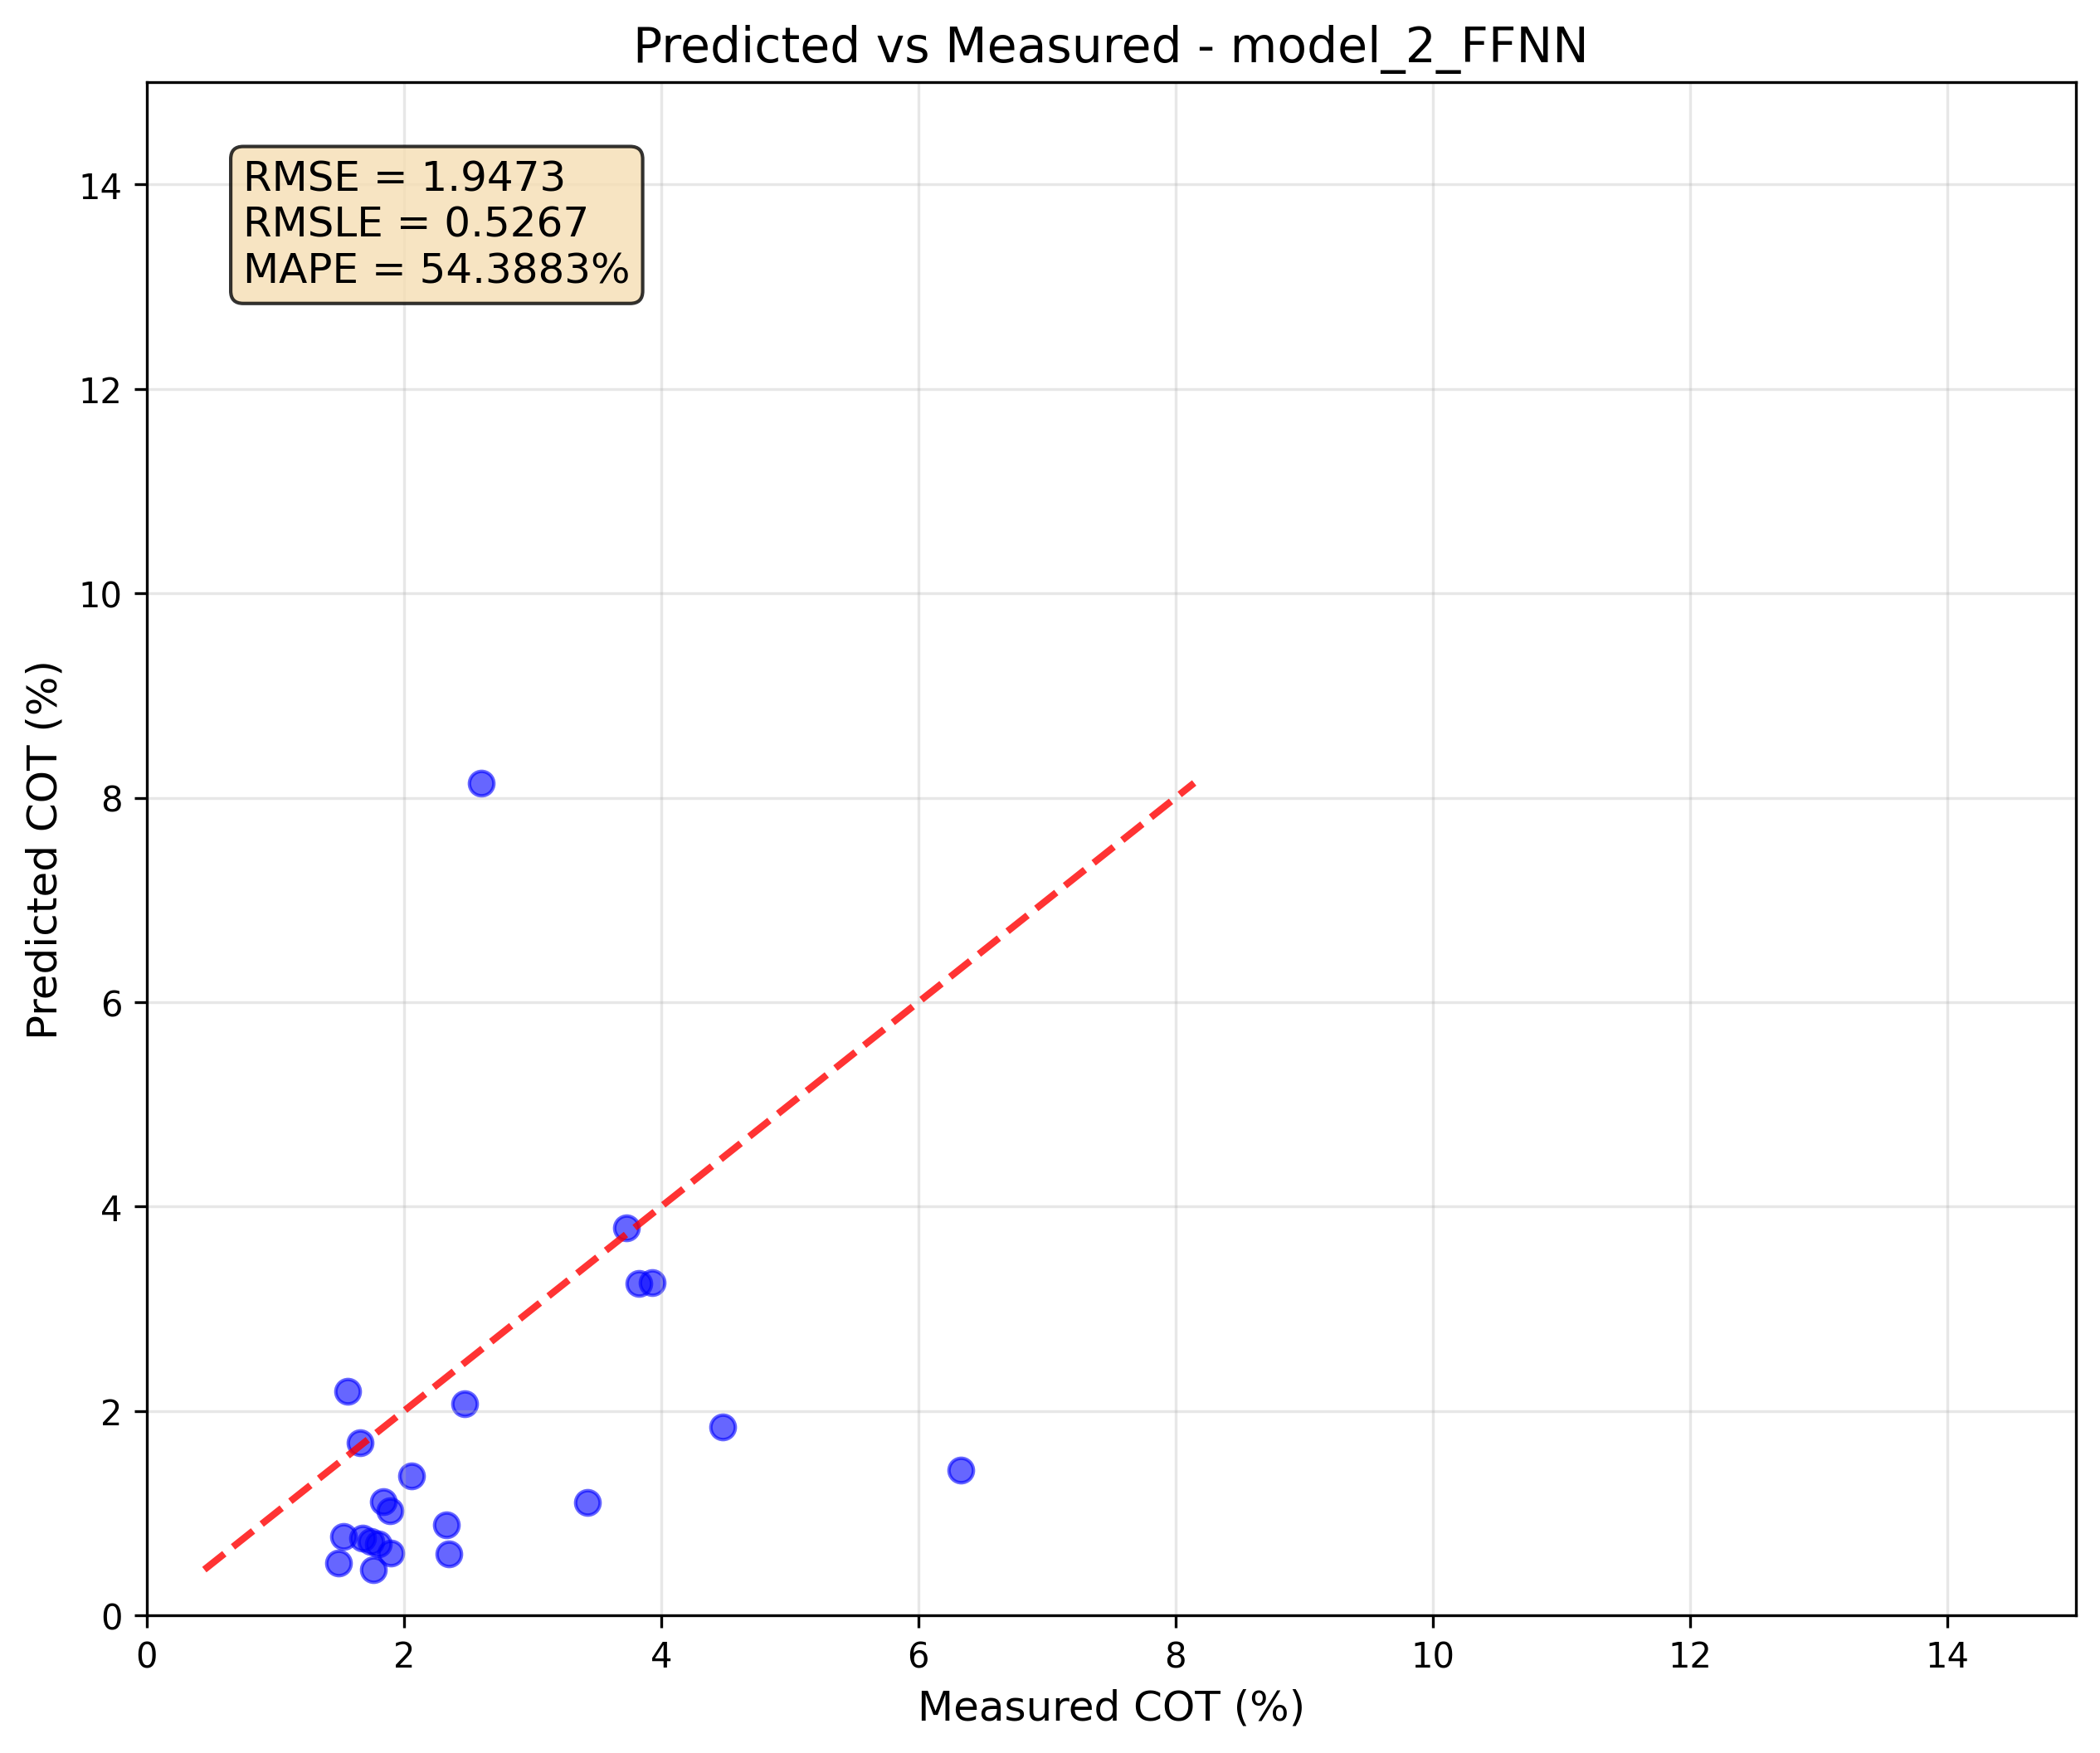 Predicted vs Measured - model_2_FFNN
RMSE = 1.9473
RMSLE = 0.5267
MAPE = 54.3883%
14
12
10
8
6
4
2
0
Predicted COT (%)
0 2 4 6 8 10 12 14
Measured COT (%)